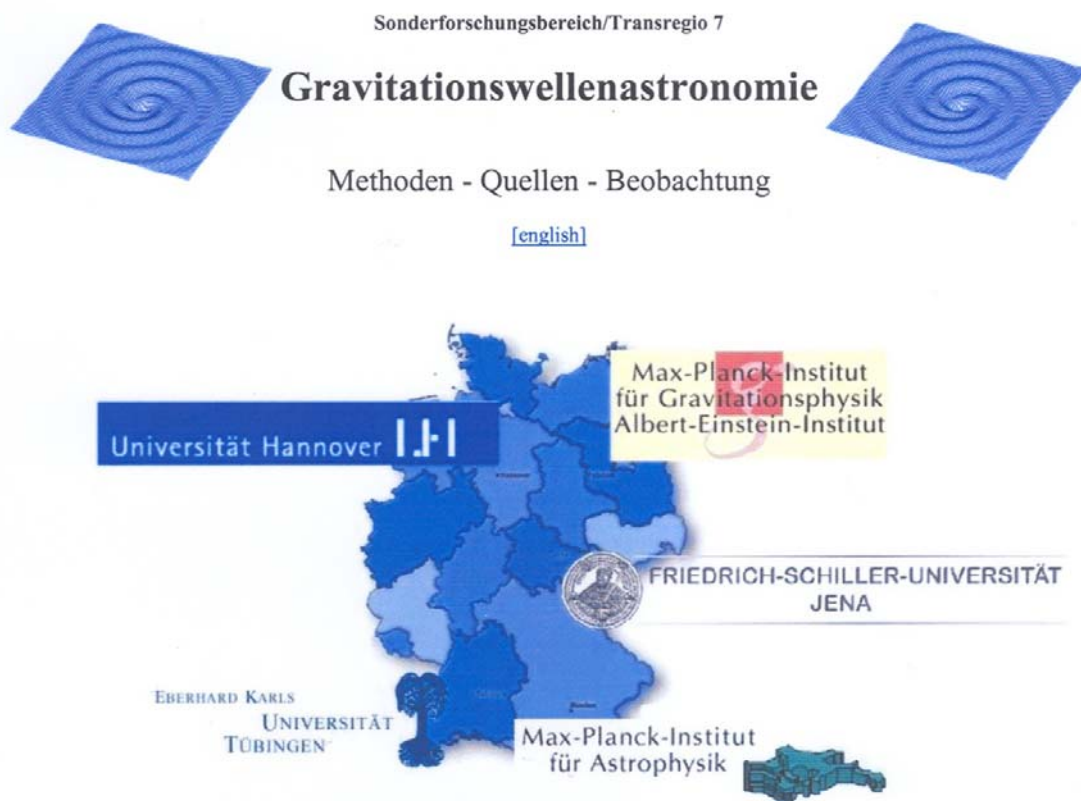 Sonderforschungsbereich/Transregio 7
Gravitationswellenastronomie
Methoden - Quellen - Beobachtung
[english]
Max-Planck-Institut
für Gravitationsphysik
Albert-Einstein-Institut
Universität Hannover
FRIEDRICH-SCHILLER-UNIVERSITÄT
JENA
EBERHARD KARLS
UNIVERSITÄT
TÜBINGEN
Max-Planck-Institut
für Astrophysik